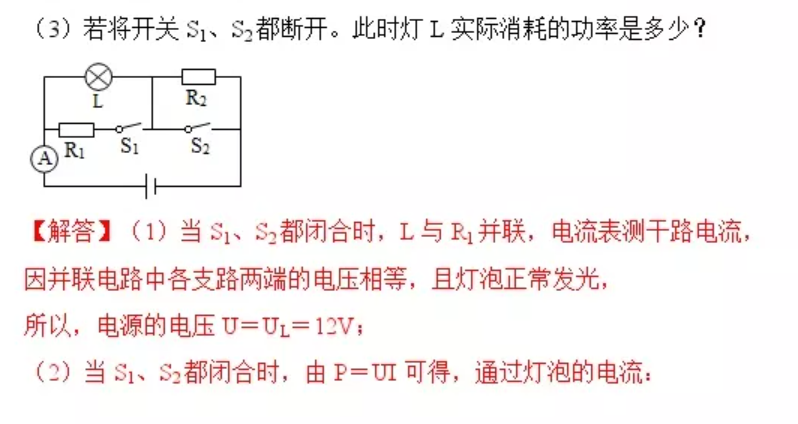 （3）若将开关 S₁、S₂都断开。此时灯 L 实际消耗的功率是多少？
L
R₂
R₁
S₁
S₂
A
【解答】（1）当 S₁、S₂都闭合时，L 与 R₁并联，电流表测干路电流，
因并联电路中各支路两端的电压相等，且灯泡正常发光，
所以，电源的电压 U＝U_L＝12V；
（2）当 S₁、S₂都闭合时，由 P＝UI 可得，通过灯泡的电流：